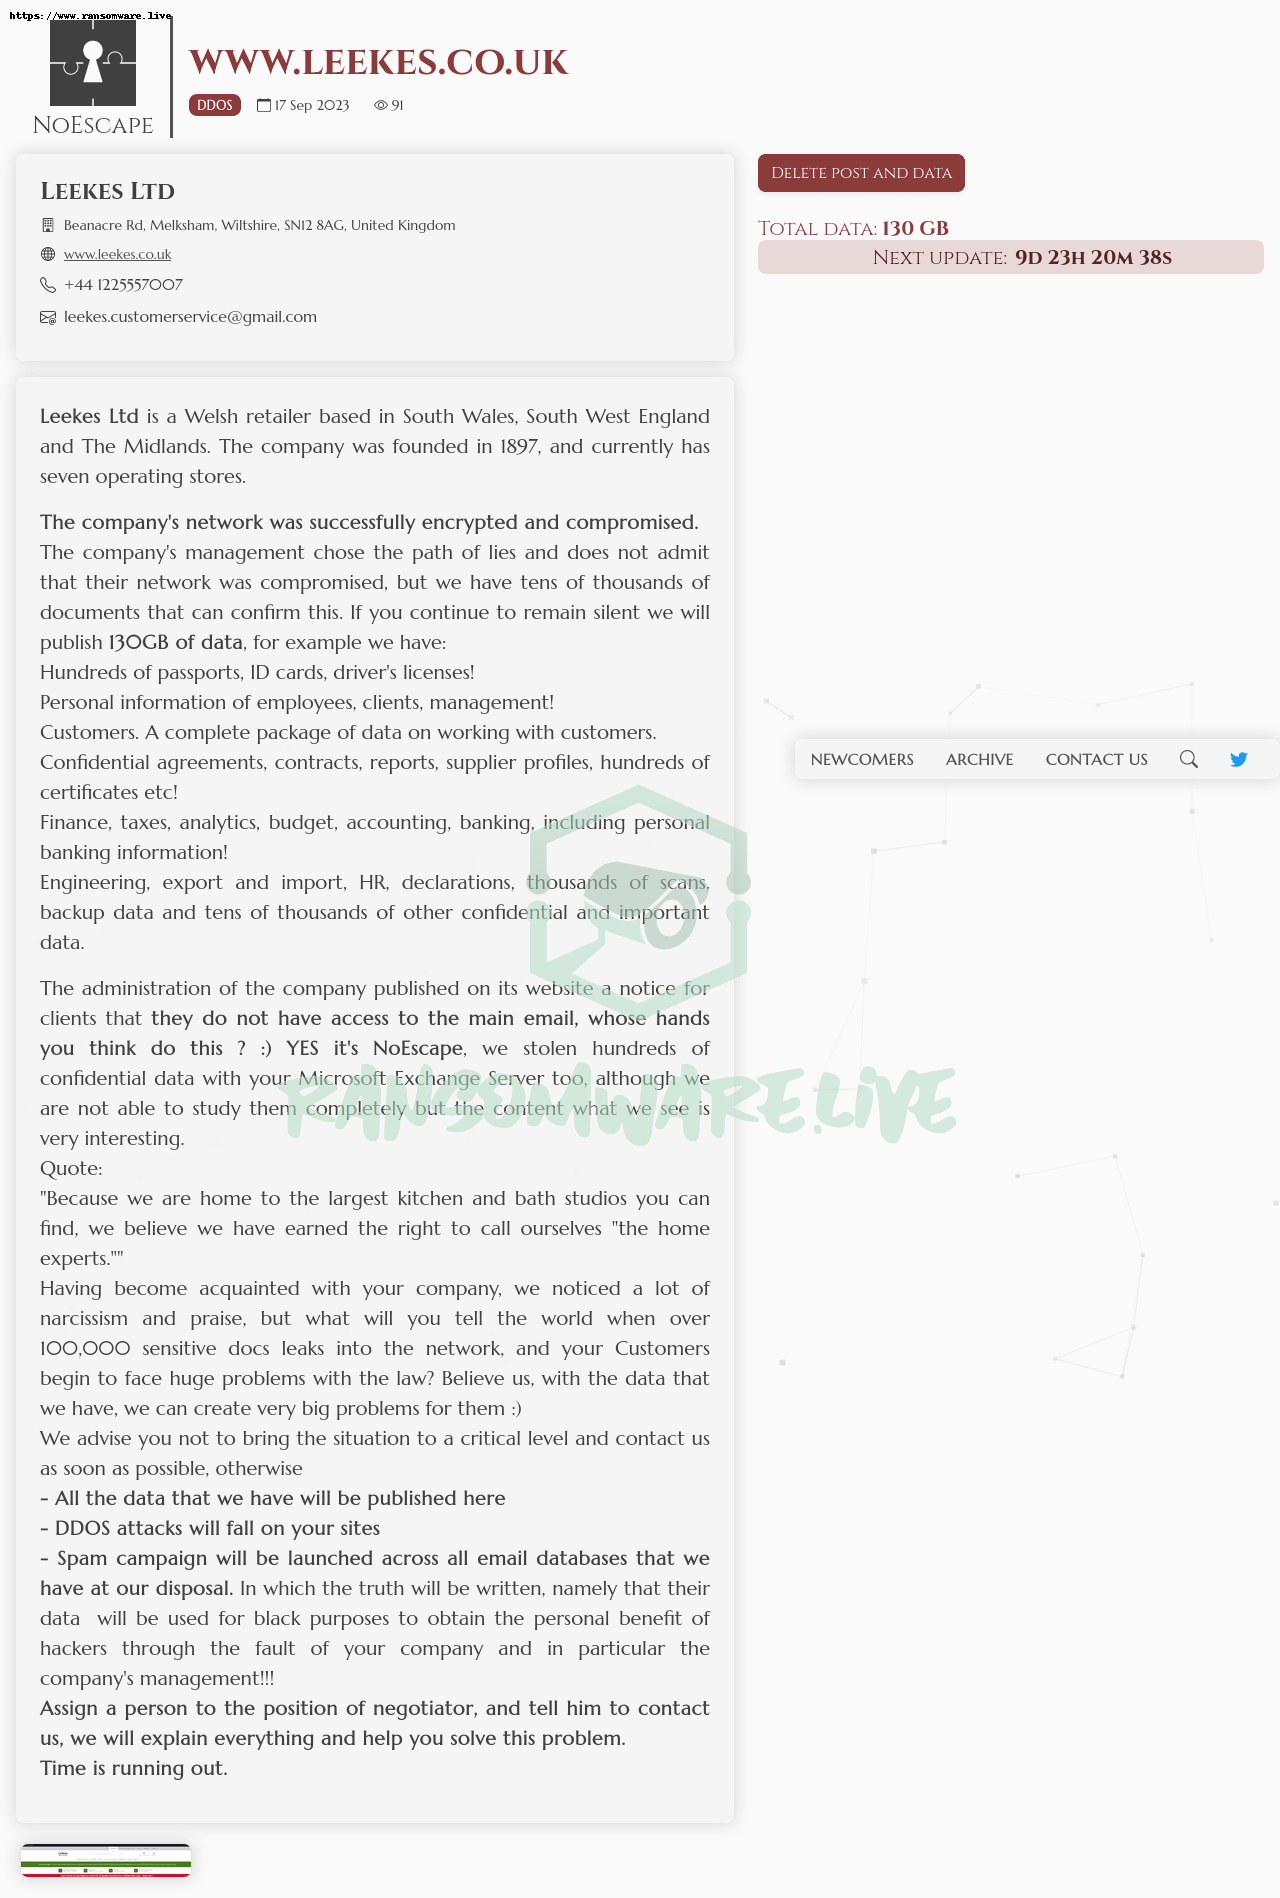 https://www.ransomware.live
NoEscape
WWW.LEEKES.CO.UK
DDOS 17 Sep 2023 91
Leekes Ltd
Beanacre Rd, Melksham, Wiltshire, SN12 8AG, United Kingdom
www.leekes.co.uk
+44 1225557007
leekes.customerservice@gmail.com
Delete post and data
Total data: 130 GB
Next update: 9d 23h 20m 38s
Leekes Ltd is a Welsh retailer based in South Wales, South West England
and The Midlands. The company was founded in 1897, and currently has
seven operating stores.
The company's network was successfully encrypted and compromised.
The company's management chose the path of lies and does not admit
that their network was compromised, but we have tens of thousands of
documents that can confirm this. If you continue to remain silent we will
publish 130GB of data, for example we have:
Hundreds of passports, ID cards, driver's licenses!
Personal information of employees, clients, management!
Customers. A complete package of data on working with customers.
Confidential agreements, contracts, reports, supplier profiles, hundreds of
certificates etc!
Finance, taxes, analytics, budget, accounting, banking, including personal
banking information!
Engineering, export and import, HR, declarations, thousands of scans,
backup data and tens of thousands of other confidential and important
data.
NEWCOMERS ARCHIVE CONTACT US
The administration of the company published on its website a notice for
clients that they do not have access to the main email, whose hands
you think do this ? :) YES it's NoEscape, we stolen hundreds of
confidential data with your Microsoft Exchange Server too, although we
are not able to study them completely but the content what we see is
very interesting.
RANSOMWARE.LIVE
Quote:
"Because we are home to the largest kitchen and bath studios you can
find, we believe we have earned the right to call ourselves "the home
experts.""
Having become acquainted with your company, we noticed a lot of
narcissism and praise, but what will you tell the world when over
100,000 sensitive docs leaks into the network, and your Customers
begin to face huge problems with the law? Believe us, with the data that
we have, we can create very big problems for them :)
We advise you not to bring the situation to a critical level and contact us
as soon as possible, otherwise
- All the data that we have will be published here
- DDOS attacks will fall on your sites
- Spam campaign will be launched across all email databases that we
have at our disposal. In which the truth will be written, namely that their
data will be used for black purposes to obtain the personal benefit of
hackers through the fault of your company and in particular the
company's management!!!
Assign a person to the position of negotiator, and tell him to contact
us, we will explain everything and help you solve this problem.
Time is running out.